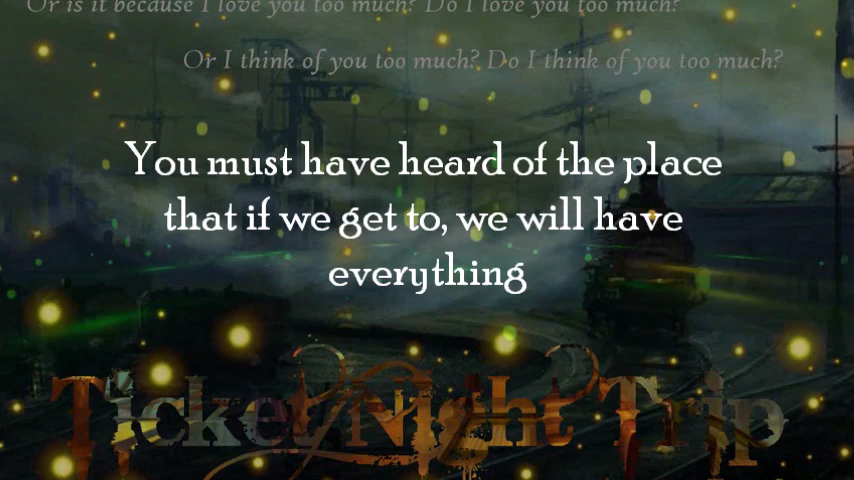 Or is it because I love you too much? Do I love you too much?
Or I think of you too much? Do I think of you too much?
You must have heard of the place
that if we get to, we will have
everything
Ticket Night Trip